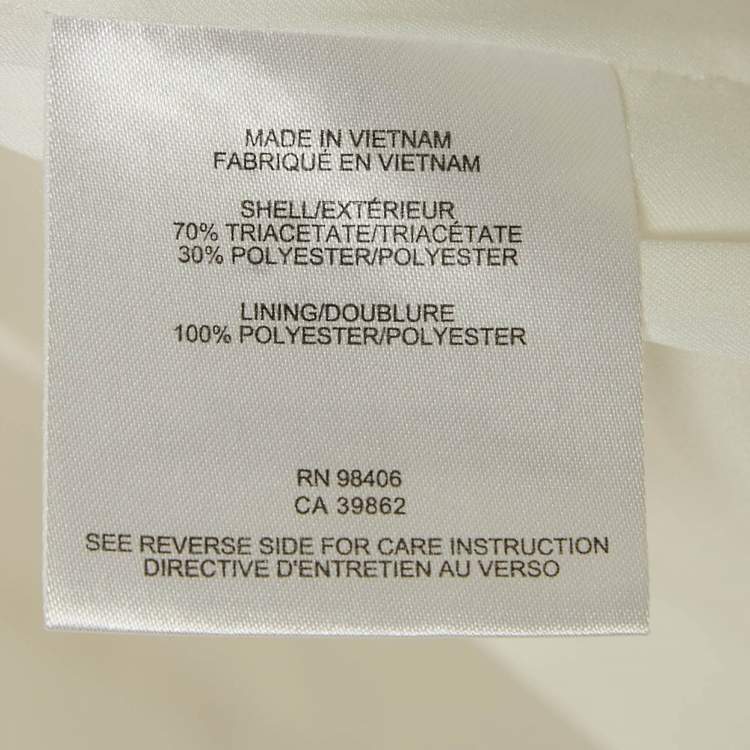 MADE IN VIETNAM
FABRIQUÉ EN VIETNAM
SHELL/EXTÉRIEUR
70% TRIACETATE/TRIACÉTATE
30% POLYESTER/POLYESTER
LINING/DOUBLURE
100% POLYESTER/POLYESTER
RN 98406
CA 39862
SEE REVERSE SIDE FOR CARE INSTRUCTION
DIRECTIVE D'ENTRETIEN AU VERSO